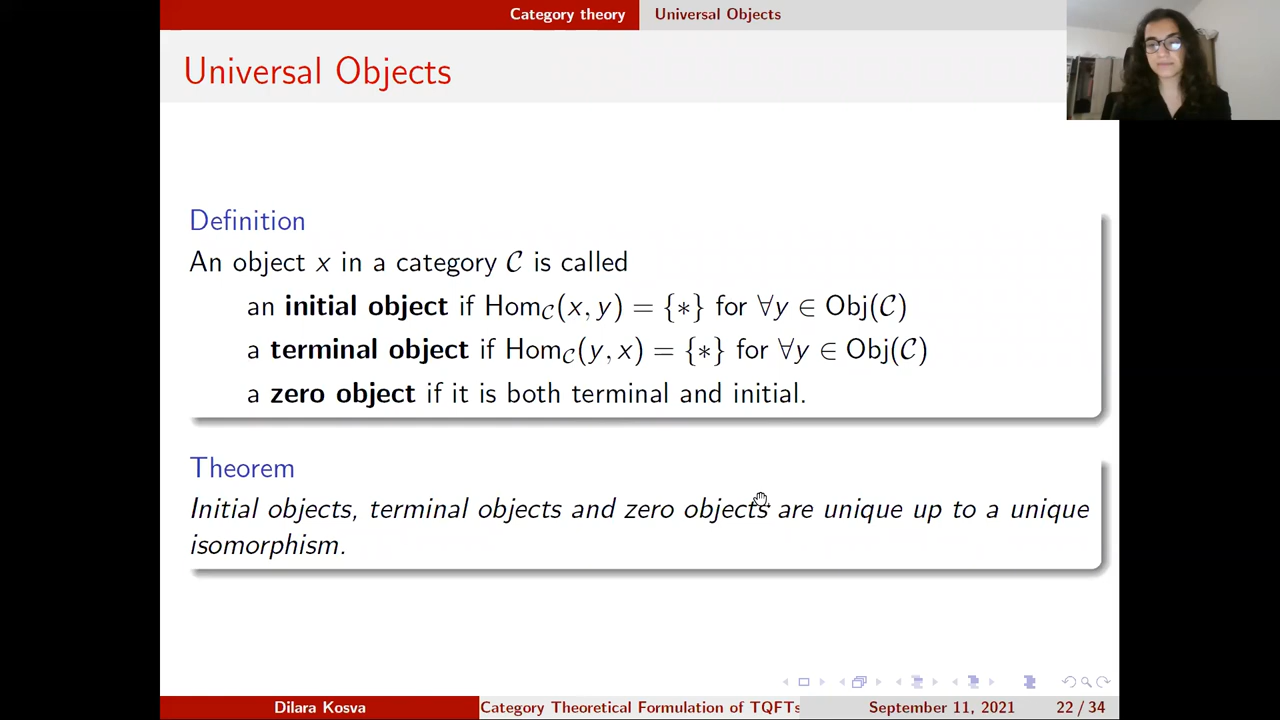 Category theory Universal Objects
Universal Objects
Definition
An object x in a category 𝒞 is called
an initial object if Hom𝒞(x, y) = {∗} for ∀y ∈ Obj(𝒞)
a terminal object if Hom𝒞(y, x) = {∗} for ∀y ∈ Obj(𝒞)
a zero object if it is both terminal and initial.
Theorem
Initial objects, terminal objects and zero objects are unique up to a unique
isomorphism.
Dilara Kosva Category Theoretical Formulation of TQFTs September 11, 2021 22 / 34